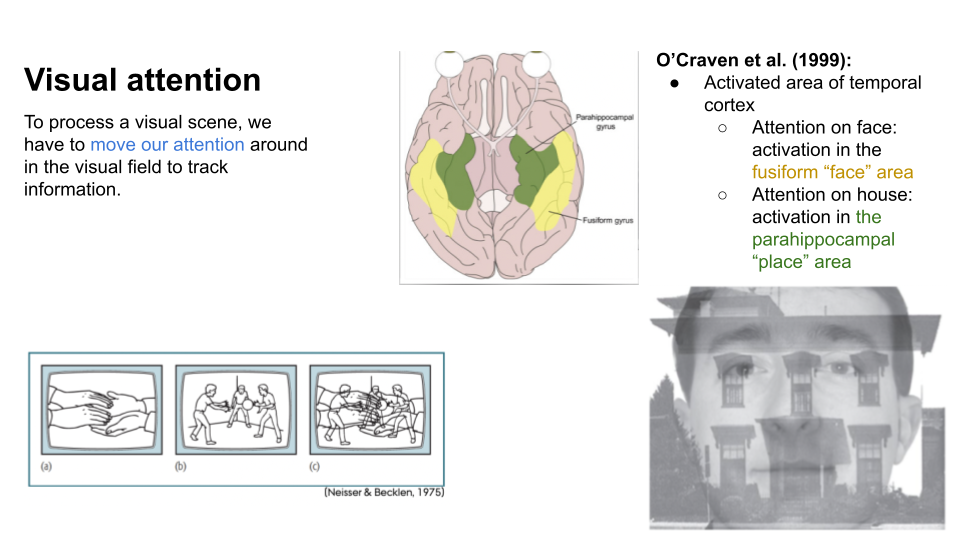 Visual attention
To process a visual scene, we
have to move our attention around
in the visual field to track
information.
Parahippocampal
gyrus
Fusiform gyrus
O’Craven et al. (1999):
● Activated area of temporal
cortex
○ Attention on face:
activation in the
fusiform “face” area
○ Attention on house:
activation in the
parahippocampal
“place” area
(a) (b) (c)
(Neisser & Becklen, 1975)